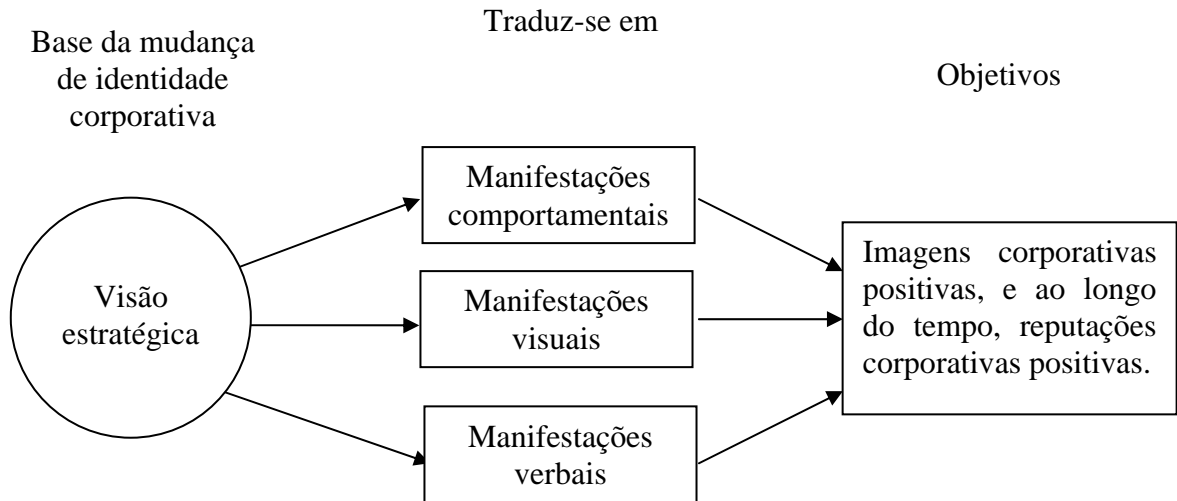 Base da mudança
de identidade
corporativa
Traduz-se em
Objetivos
Visão
estratégica
Manifestações
comportamentais
Manifestações
visuais
Manifestações
verbais
Imagens corporativas
positivas, e ao longo
do tempo, reputações
corporativas positivas.